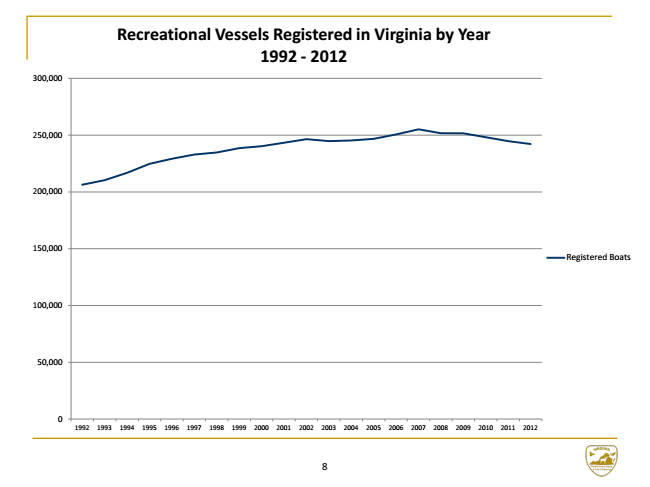 Recreational Vessels Registered in Virginia by Year
1992 - 2012
300,000
250,000
200,000
150,000
100,000
50,000
0
1992 1993 1994 1995 1996 1997 1998 1999 2000 2001 2002 2003 2004 2005 2006 2007 2008 2009 2010 2011 2012
Registered Boats
8
VIRGINIA